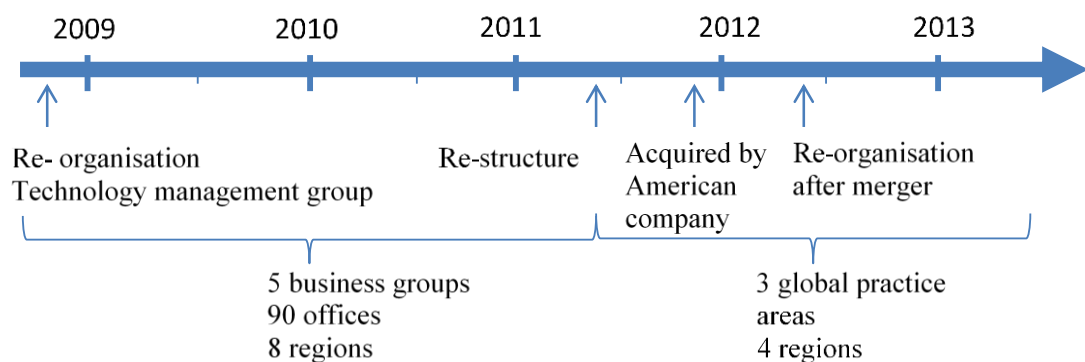 2009 2010 2011 2012 2013
Re- organisation
Technology management group
Re-structure
Acquired by
American
company
Re-organisation
after merger
5 business groups
90 offices
8 regions
3 global practice
areas
4 regions